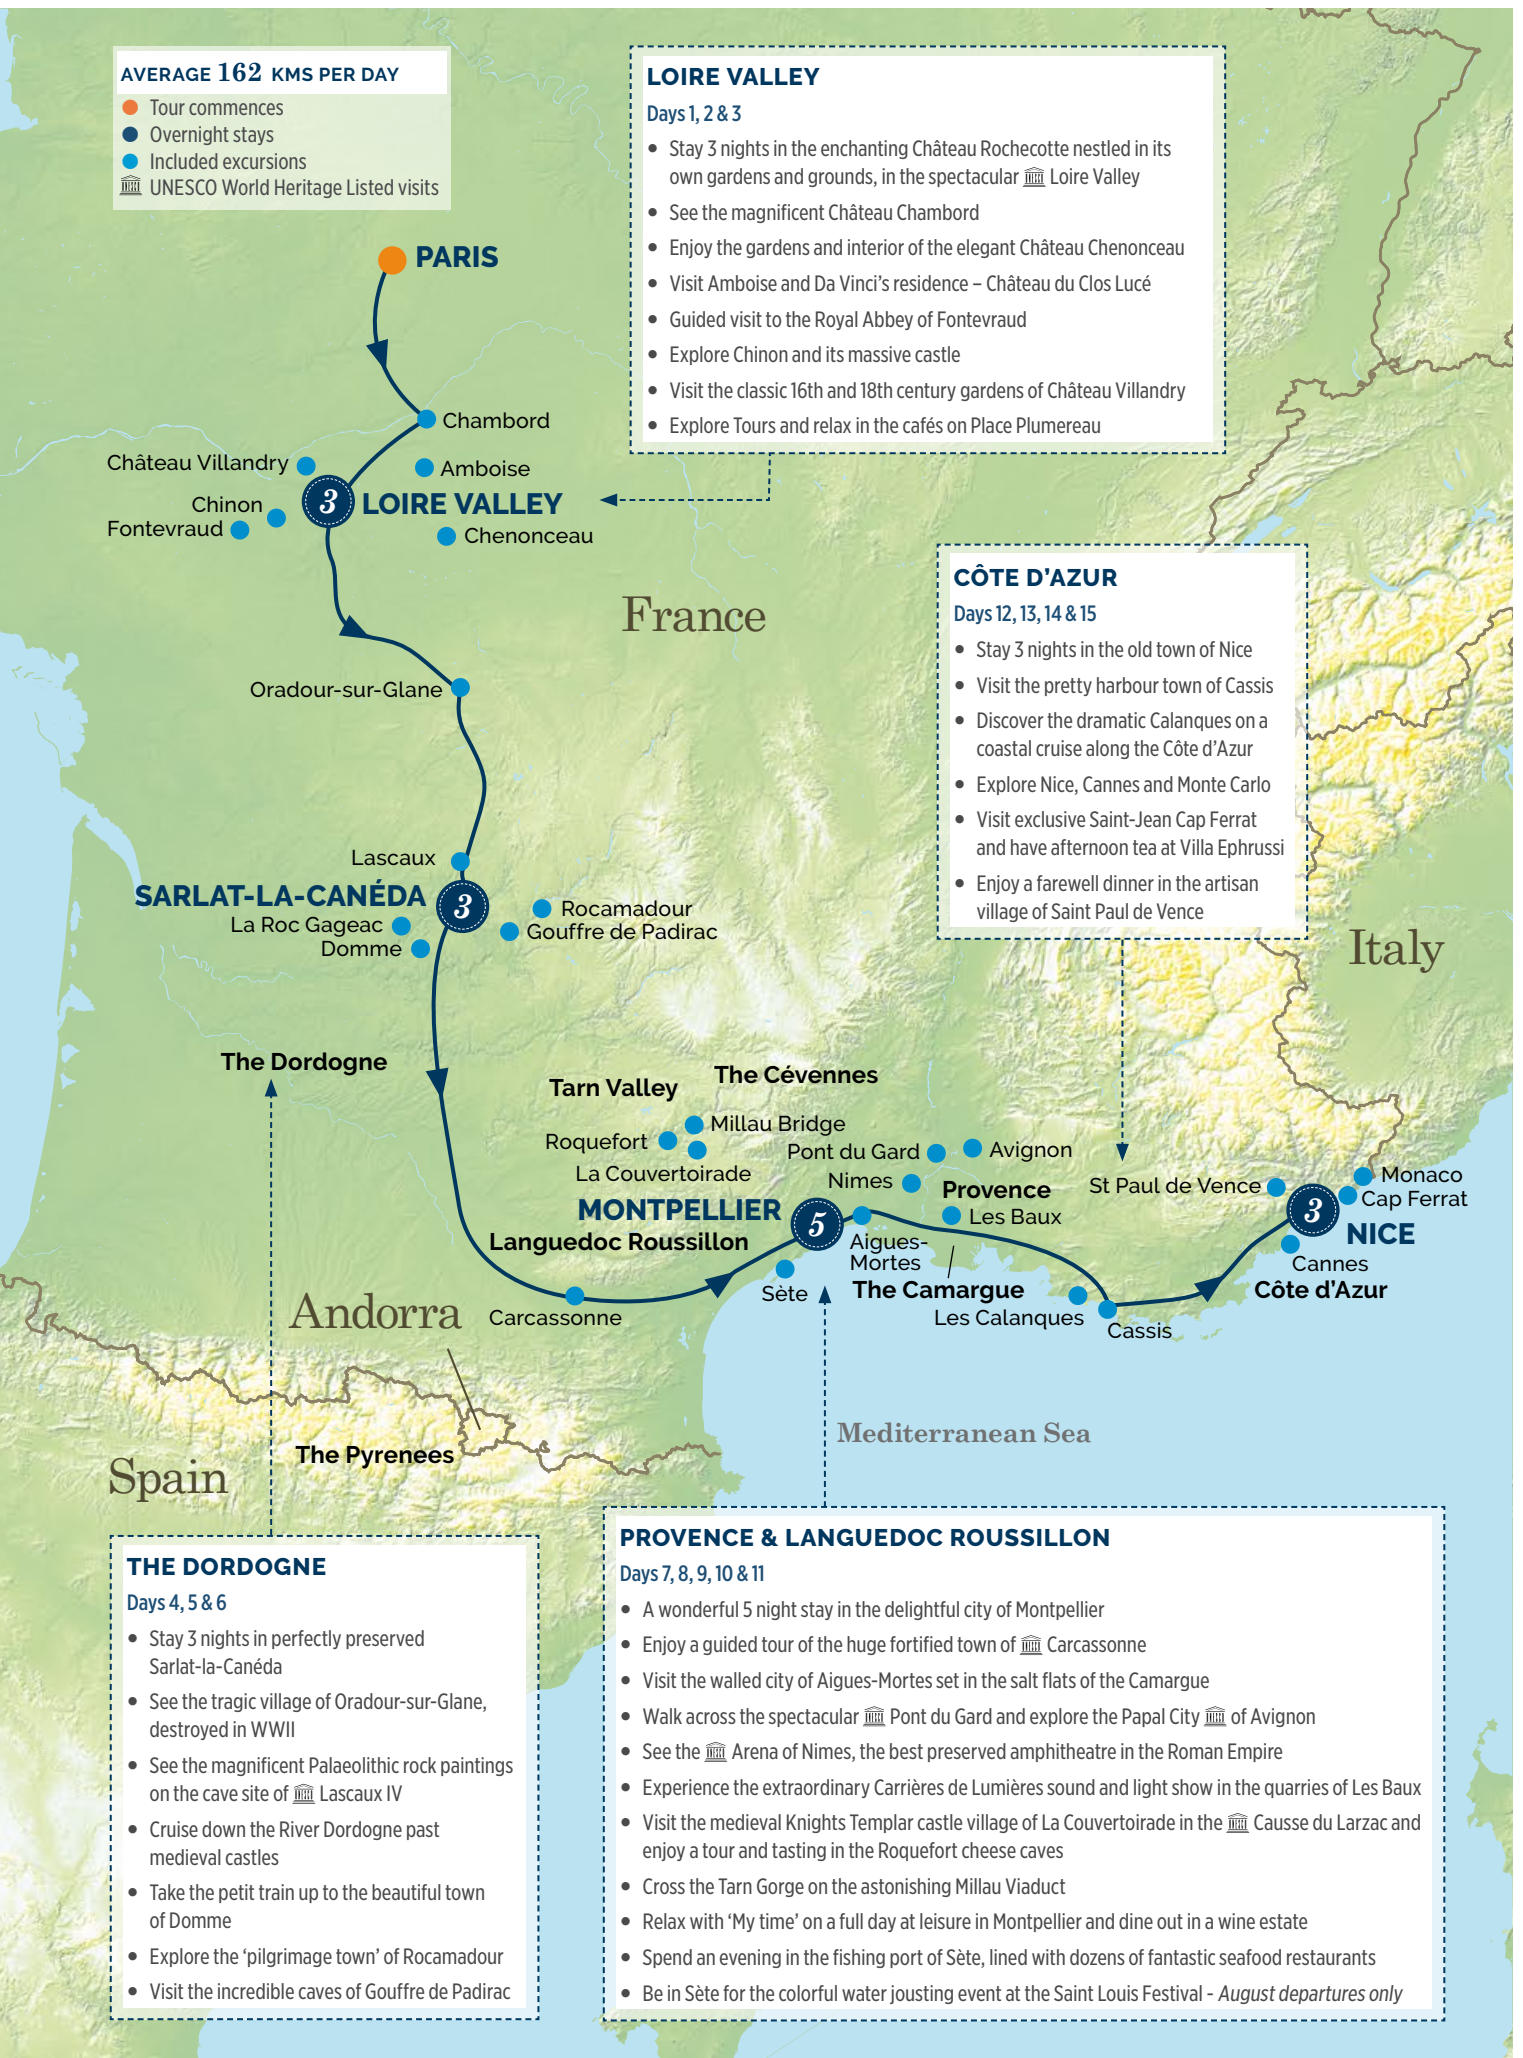 AVERAGE 162 KMS PER DAY
Tour commences
Overnight stays
Included excursions
UNESCO World Heritage Listed visits
LOIRE VALLEY
Days 1, 2 & 3
• Stay 3 nights in the enchanting Château Rochecotte nestled in its
own gardens and grounds, in the spectacular Loire Valley
• See the magnificent Château Chambord
• Enjoy the gardens and interior of the elegant Château Chenonceau
• Visit Amboise and Da Vinci's residence – Château du Clos Lucé
• Guided visit to the Royal Abbey of Fontevraud
• Explore Chinon and its massive castle
• Visit the classic 16th and 18th century gardens of Château Villandry
• Explore Tours and relax in the cafés on Place Plumereau
PARIS
Chambord
Château Villandry
Amboise
Chinon
3
LOIRE VALLEY
Fontevraud
Chenonceau
France
CÔTE D'AZUR
Days 12, 13, 14 & 15
• Stay 3 nights in the old town of Nice
• Visit the pretty harbour town of Cassis
• Discover the dramatic Calanques on a
coastal cruise along the Côte d'Azur
• Explore Nice, Cannes and Monte Carlo
• Visit exclusive Saint-Jean Cap Ferrat
and have afternoon tea at Villa Ephrussi
• Enjoy a farewell dinner in the artisan
village of Saint Paul de Vence
Oradour-sur-Glane
Lascaux
SARLAT-LA-CANÉDA
3
Rocamadour
La Roc Gageac
Gouffre de Padirac
Domme
Italy
The Dordogne
Tarn Valley
The Cévennes
Millau Bridge
Roquefort
La Couvertoirade
Pont du Gard
Avignon
Nimes
Provence
St Paul de Vence
Monaco
Cap Ferrat
MONTPELLIER
5
Les Baux
3
NICE
Languedoc Roussillon
Aigues-
Mortes
Cannes
Sète
The Camargue
Côte d'Azur
Andorra
Carcassonne
Les Calanques
Cassis
Mediterranean Sea
The Pyrenees
Spain
THE DORDOGNE
Days 4, 5 & 6
• Stay 3 nights in perfectly preserved
Sarlat-la-Canéda
• See the tragic village of Oradour-sur-Glane,
destroyed in WWII
• See the magnificent Palaeolithic rock paintings
on the cave site of Lascaux IV
• Cruise down the River Dordogne past
medieval castles
• Take the petit train up to the beautiful town
of Domme
• Explore the 'pilgrimage town' of Rocamadour
• Visit the incredible caves of Gouffre de Padirac
PROVENCE & LANGUEDOC ROUSSILLON
Days 7, 8, 9, 10 & 11
• A wonderful 5 night stay in the delightful city of Montpellier
• Enjoy a guided tour of the huge fortified town of Carcassonne
• Visit the walled city of Aigues-Mortes set in the salt flats of the Camargue
• Walk across the spectacular Pont du Gard and explore the Papal City of Avignon
• See the Arena of Nimes, the best preserved amphitheatre in the Roman Empire
• Experience the extraordinary Carrières de Lumières sound and light show in the quarries of Les Baux
• Visit the medieval Knights Templar castle village of La Couvertoirade in the Causse du Larzac and
enjoy a tour and tasting in the Roquefort cheese caves
• Cross the Tarn Gorge on the astonishing Millau Viaduct
• Relax with 'My time' on a full day at leisure in Montpellier and dine out in a wine estate
• Spend an evening in the fishing port of Sète, lined with dozens of fantastic seafood restaurants
• Be in Sète for the colorful water jousting event at the Saint Louis Festival - August departures only